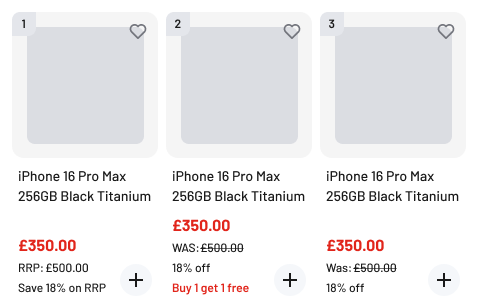 1
iPhone 16 Pro Max
256GB Black Titanium
£350.00
RRP: £500.00
Save 18% on RRP
2
iPhone 16 Pro Max
256GB Black Titanium
£350.00
WAS: £500.00
18% off
Buy 1 get 1 free
3
iPhone 16 Pro Max
256GB Black Titanium
£350.00
Was: £500.00
18% off